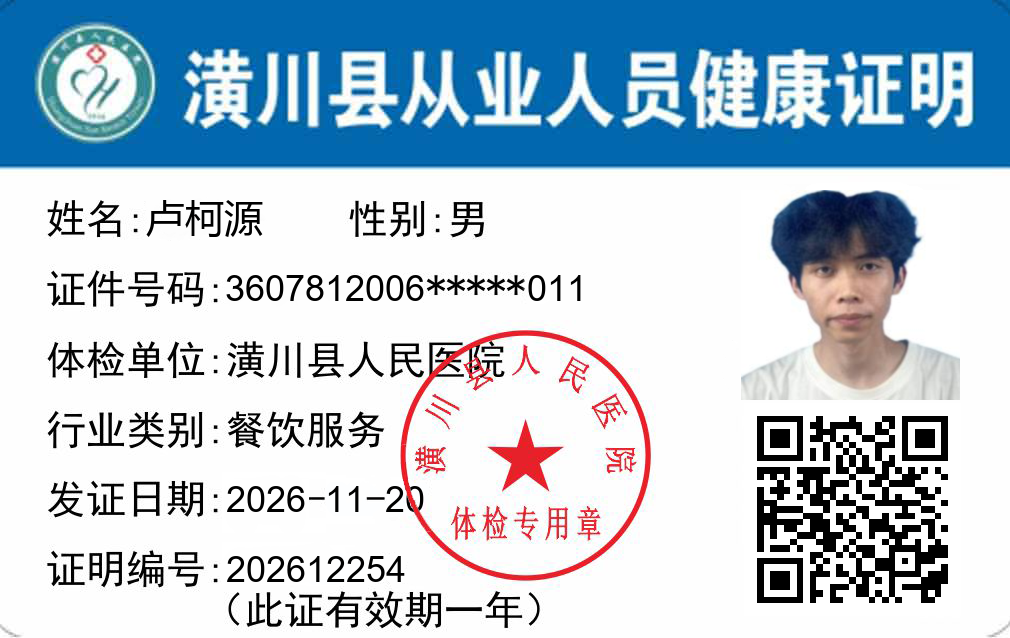 潢川县从业人员健康证明
姓名:卢柯源 性别:男
证件号码:3607812006*****011
体检单位:潢川县人民医院
行业类别:餐饮服务
发证日期:2026-11-20
证明编号:202612254
(此证有效期一年)
潢川县人民医院
体检专用章